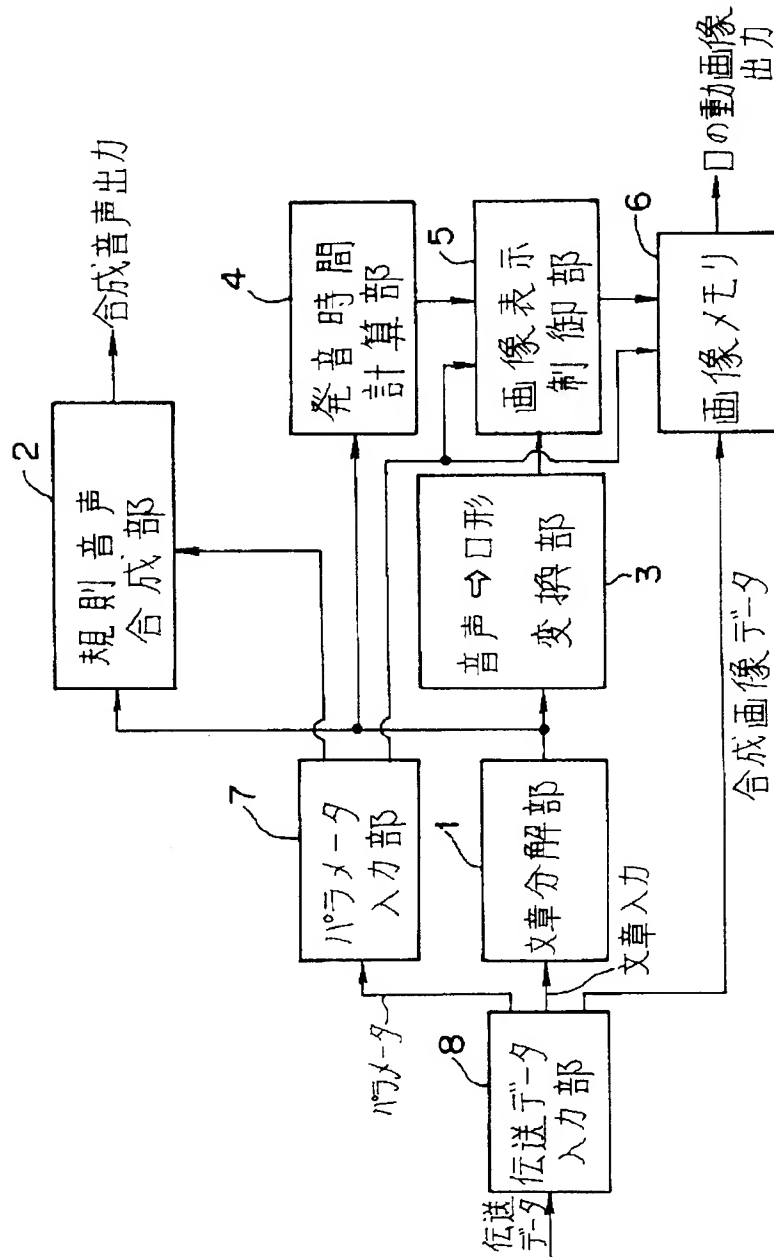 伝送
データ
8
伝送データ
入力部
パラメータ
文章入力
7
パラメータ
入力部
1
文章分解部
2
規則音声
合成部
合成音声出力
音声⇨口形
変換部
3
4
発音時間
計算部
5
画像表示
制御部
6
画像メモリ
合成画像データ
口の動画像
出力